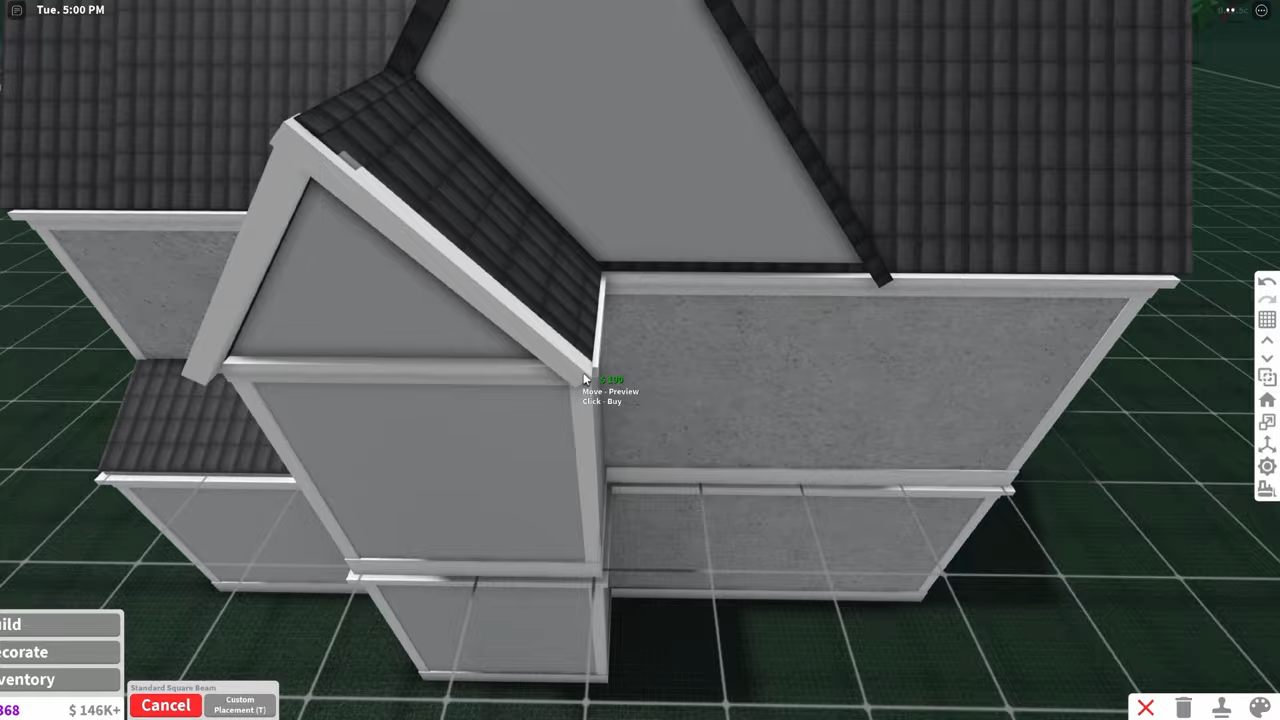 Tue. 5:00 PM
$ 100
Move - Preview
Click - Buy
ild
ecorate
ventory
368
$ 146K+
Standard Square Beam
Cancel
Custom
Placement (T)